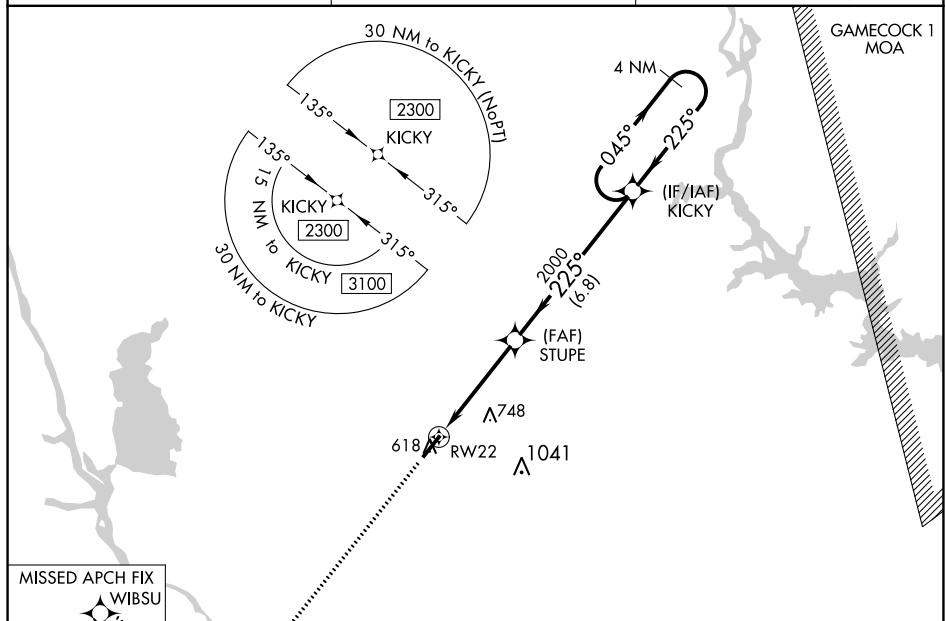 GAMECOCK 1
MOA
30 NM to KICKY (NoPT)
135°
2300
KICKY
315°
4 NM
045°
225°
(IF/IAF)
KICKY
135°
15 NM to KICKY
KICKY
2300
315°
3100
30 NM to KICKY
2000
225°
(6.8)
(FAF)
STUPE
748
618
RW22
1041
MISSED APCH FIX
WIBSU